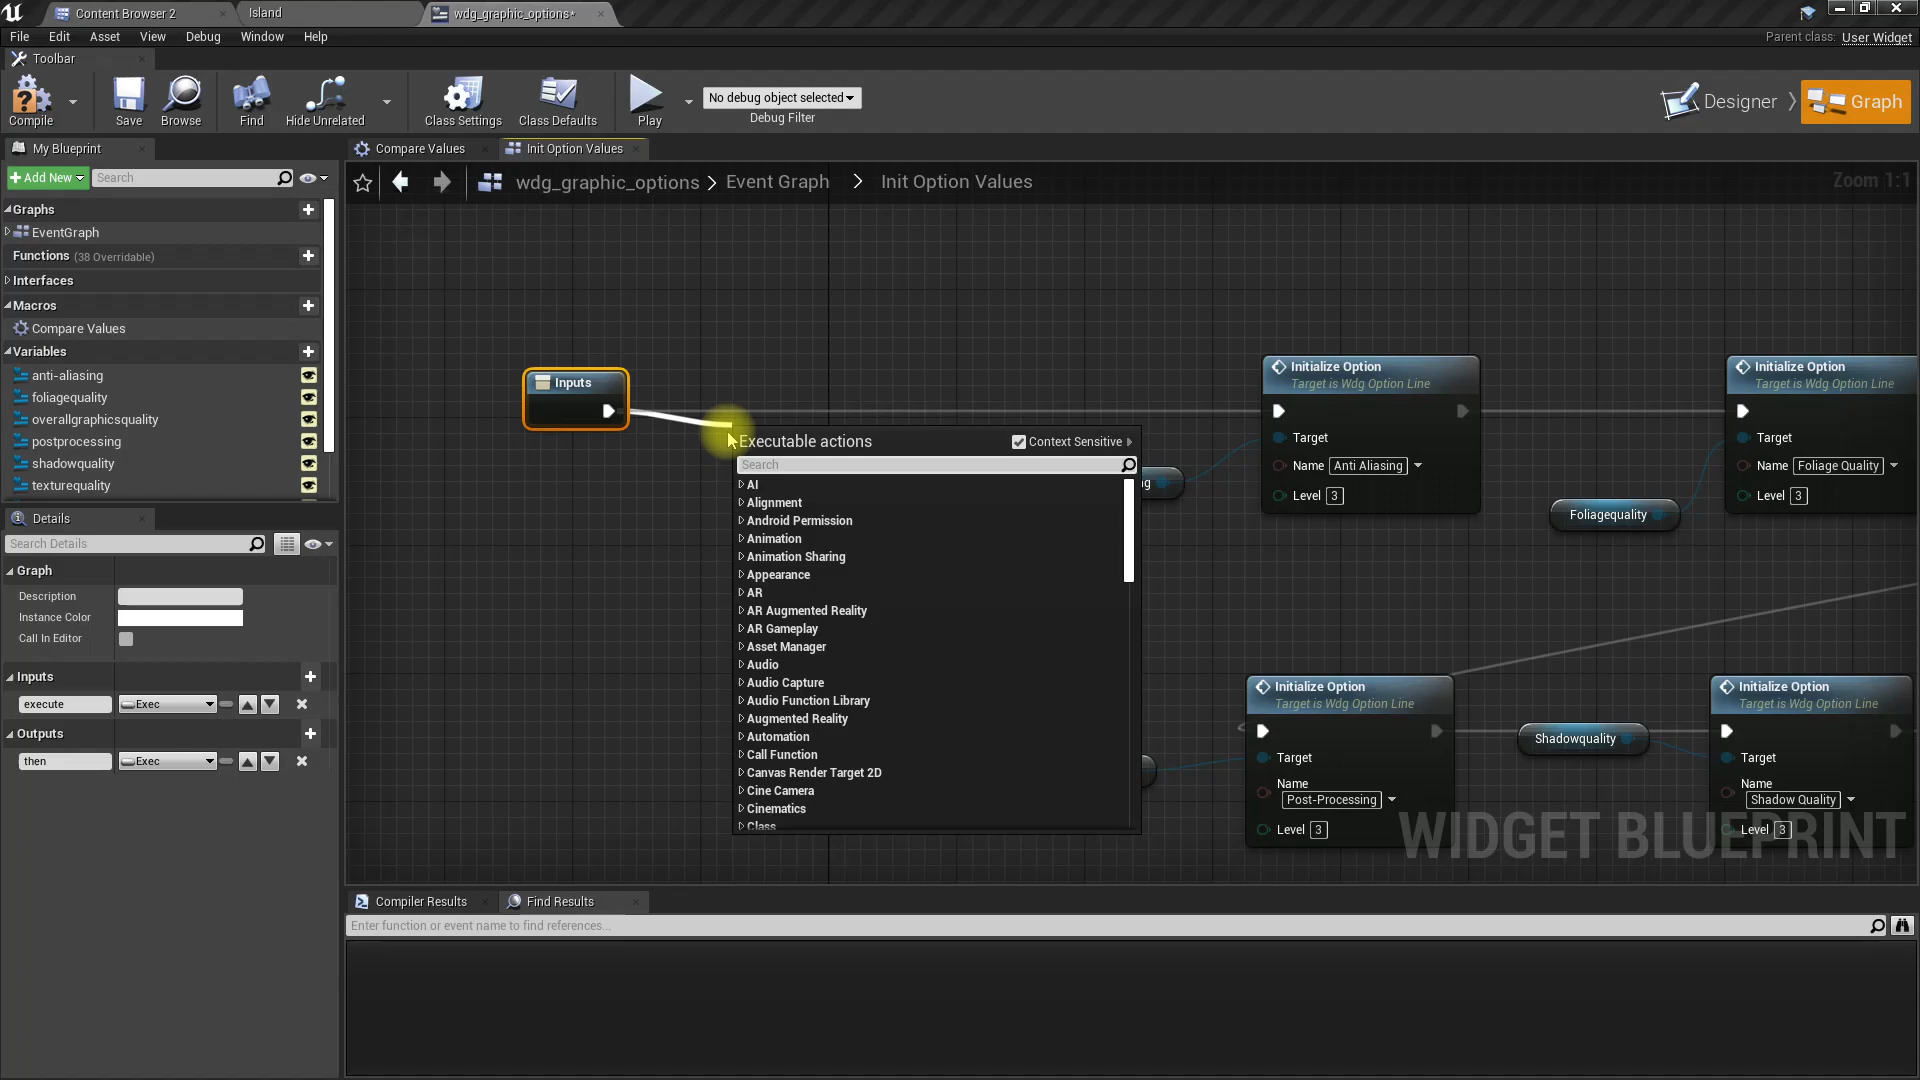 Content Browser 2
Island
wdg_graphic_options*
File Edit Asset View Debug Window Help
Parent class: User Widget
Toolbar
Compile
Save
Browse
Find
Hide Unrelated
Class Settings
Class Defaults
Play
No debug object selected
Debug Filter
Designer
Graph
My Blueprint
Compare Values
Init Option Values
Add New
Search
wdg_graphic_options > Event Graph > Init Option Values
Zoom 1:1
Graphs
EventGraph
Functions (38 Overridable)
Interfaces
Macros
Compare Values
Variables
anti-aliasing
foliagequality
overallgraphicsquality
postprocessing
shadowquality
texturequality
Details
Search Details
Graph
Description
Instance Color
Call In Editor
Inputs
execute
Exec
Outputs
then
Exec
Inputs
Executable actions
Context Sensitive
Search
AI
Alignment
Android Permission
Animation
Animation Sharing
Appearance
AR
AR Augmented Reality
AR Gameplay
Asset Manager
Audio
Audio Capture
Audio Function Library
Augmented Reality
Automation
Call Function
Canvas Render Target 2D
Cine Camera
Cinematics
Class
ng
Initialize Option
Target is Wdg Option Line
Target
Name Anti Aliasing
Level 3
Foliagequality
Initialize Option
Target is Wdg Option Line
Target
Name Foliage Quality
Level 3
Initialize Option
Target is Wdg Option Line
Target
Name
Post-Processing
Level 3
Shadowquality
Initialize Option
Target is Wdg Option Line
Target
Name
Shadow Quality
Level 3
WIDGET BLUEPRINT
Compiler Results
Find Results
Enter function or event name to find references...